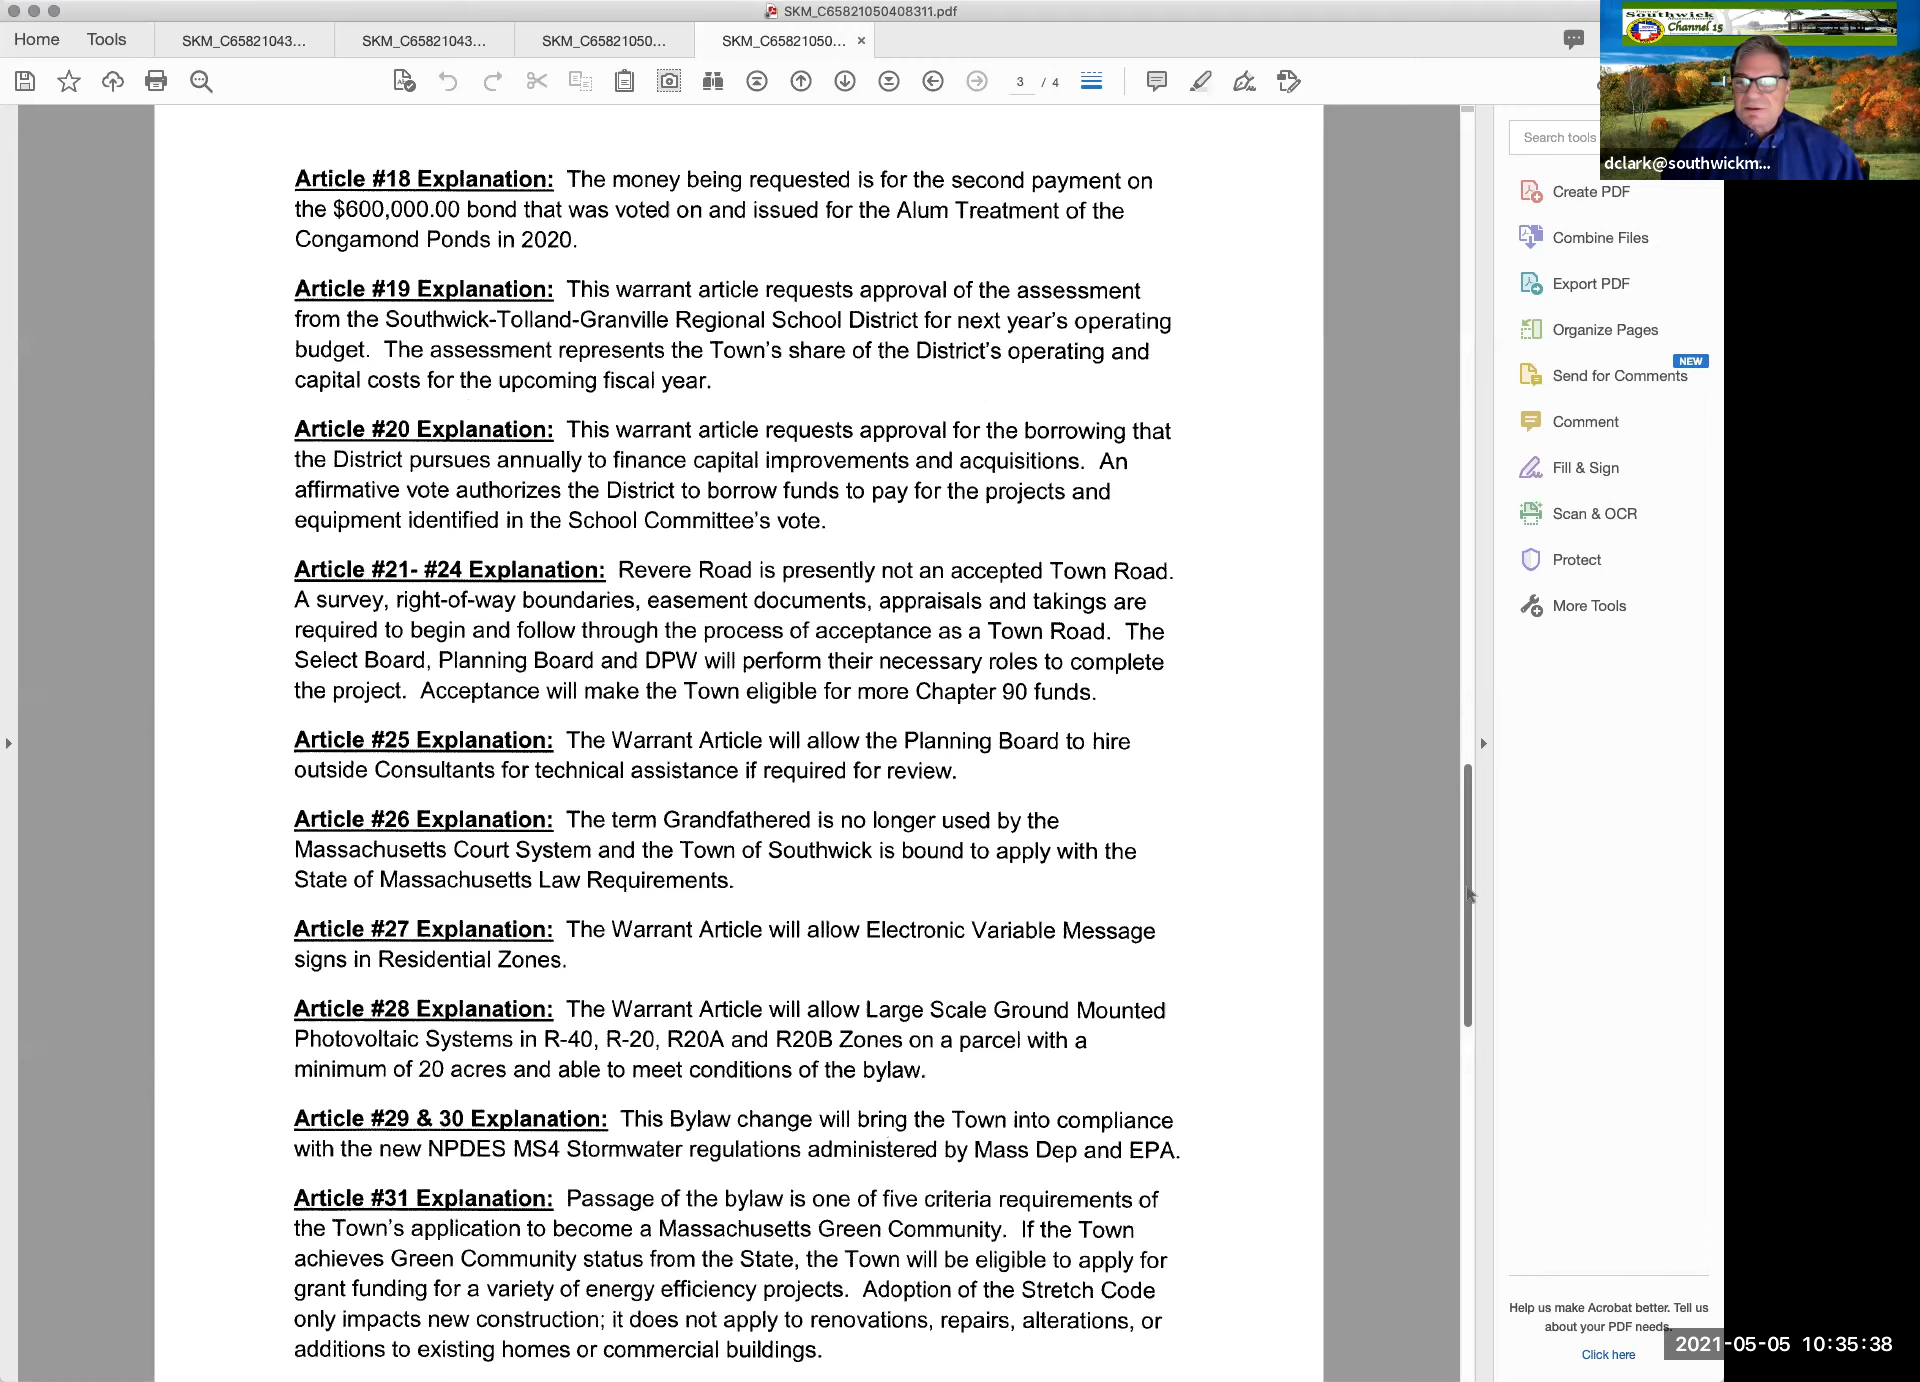 SKM_C65821050408311.pdf
Home
Tools
SKM_C65821043...
SKM_C65821043...
SKM_C65821050...
SKM_C65821050... ×
3 / 4
Southwick
Channel 15
dclark@southwickm...
Article #18 Explanation: The money being requested is for the second payment on
the $600,000.00 bond that was voted on and issued for the Alum Treatment of the
Congamond Ponds in 2020.
Article #19 Explanation: This warrant article requests approval of the assessment
from the Southwick-Tolland-Granville Regional School District for next year's operating
budget. The assessment represents the Town's share of the District's operating and
capital costs for the upcoming fiscal year.
Article #20 Explanation: This warrant article requests approval for the borrowing that
the District pursues annually to finance capital improvements and acquisitions. An
affirmative vote authorizes the District to borrow funds to pay for the projects and
equipment identified in the School Committee's vote.
Article #21- #24 Explanation: Revere Road is presently not an accepted Town Road.
A survey, right-of-way boundaries, easement documents, appraisals and takings are
required to begin and follow through the process of acceptance as a Town Road. The
Select Board, Planning Board and DPW will perform their necessary roles to complete
the project. Acceptance will make the Town eligible for more Chapter 90 funds.
Article #25 Explanation: The Warrant Article will allow the Planning Board to hire
outside Consultants for technical assistance if required for review.
Article #26 Explanation: The term Grandfathered is no longer used by the
Massachusetts Court System and the Town of Southwick is bound to apply with the
State of Massachusetts Law Requirements.
Article #27 Explanation: The Warrant Article will allow Electronic Variable Message
signs in Residential Zones.
Article #28 Explanation: The Warrant Article will allow Large Scale Ground Mounted
Photovoltaic Systems in R-40, R-20, R20A and R20B Zones on a parcel with a
minimum of 20 acres and able to meet conditions of the bylaw.
Article #29 & 30 Explanation: This Bylaw change will bring the Town into compliance
with the new NPDES MS4 Stormwater regulations administered by Mass Dep and EPA.
Article #31 Explanation: Passage of the bylaw is one of five criteria requirements of
the Town's application to become a Massachusetts Green Community. If the Town
achieves Green Community status from the State, the Town will be eligible to apply for
grant funding for a variety of energy efficiency projects. Adoption of the Stretch Code
only impacts new construction; it does not apply to renovations, repairs, alterations, or
additions to existing homes or commercial buildings.
Search tools
Create PDF
Combine Files
Export PDF
Organize Pages
NEW
Send for Comments
Comment
Fill & Sign
Scan & OCR
Protect
More Tools
Help us make Acrobat better. Tell us
about your PDF needs.
Click here
2021-05-05 10:35:38